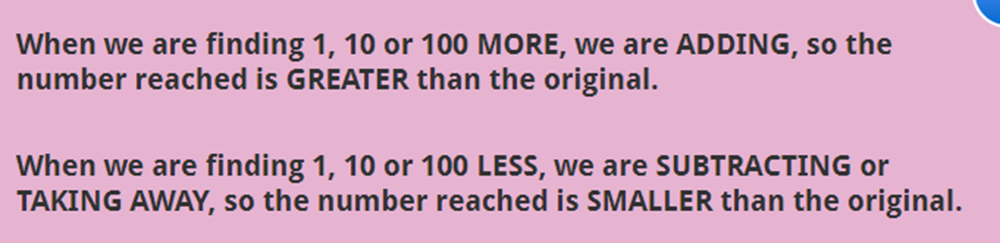 When we are finding 1, 10 or 100 MORE, we are ADDING, so the
number reached is GREATER than the original.
When we are finding 1, 10 or 100 LESS, we are SUBTRACTING or
TAKING AWAY, so the number reached is SMALLER than the original.